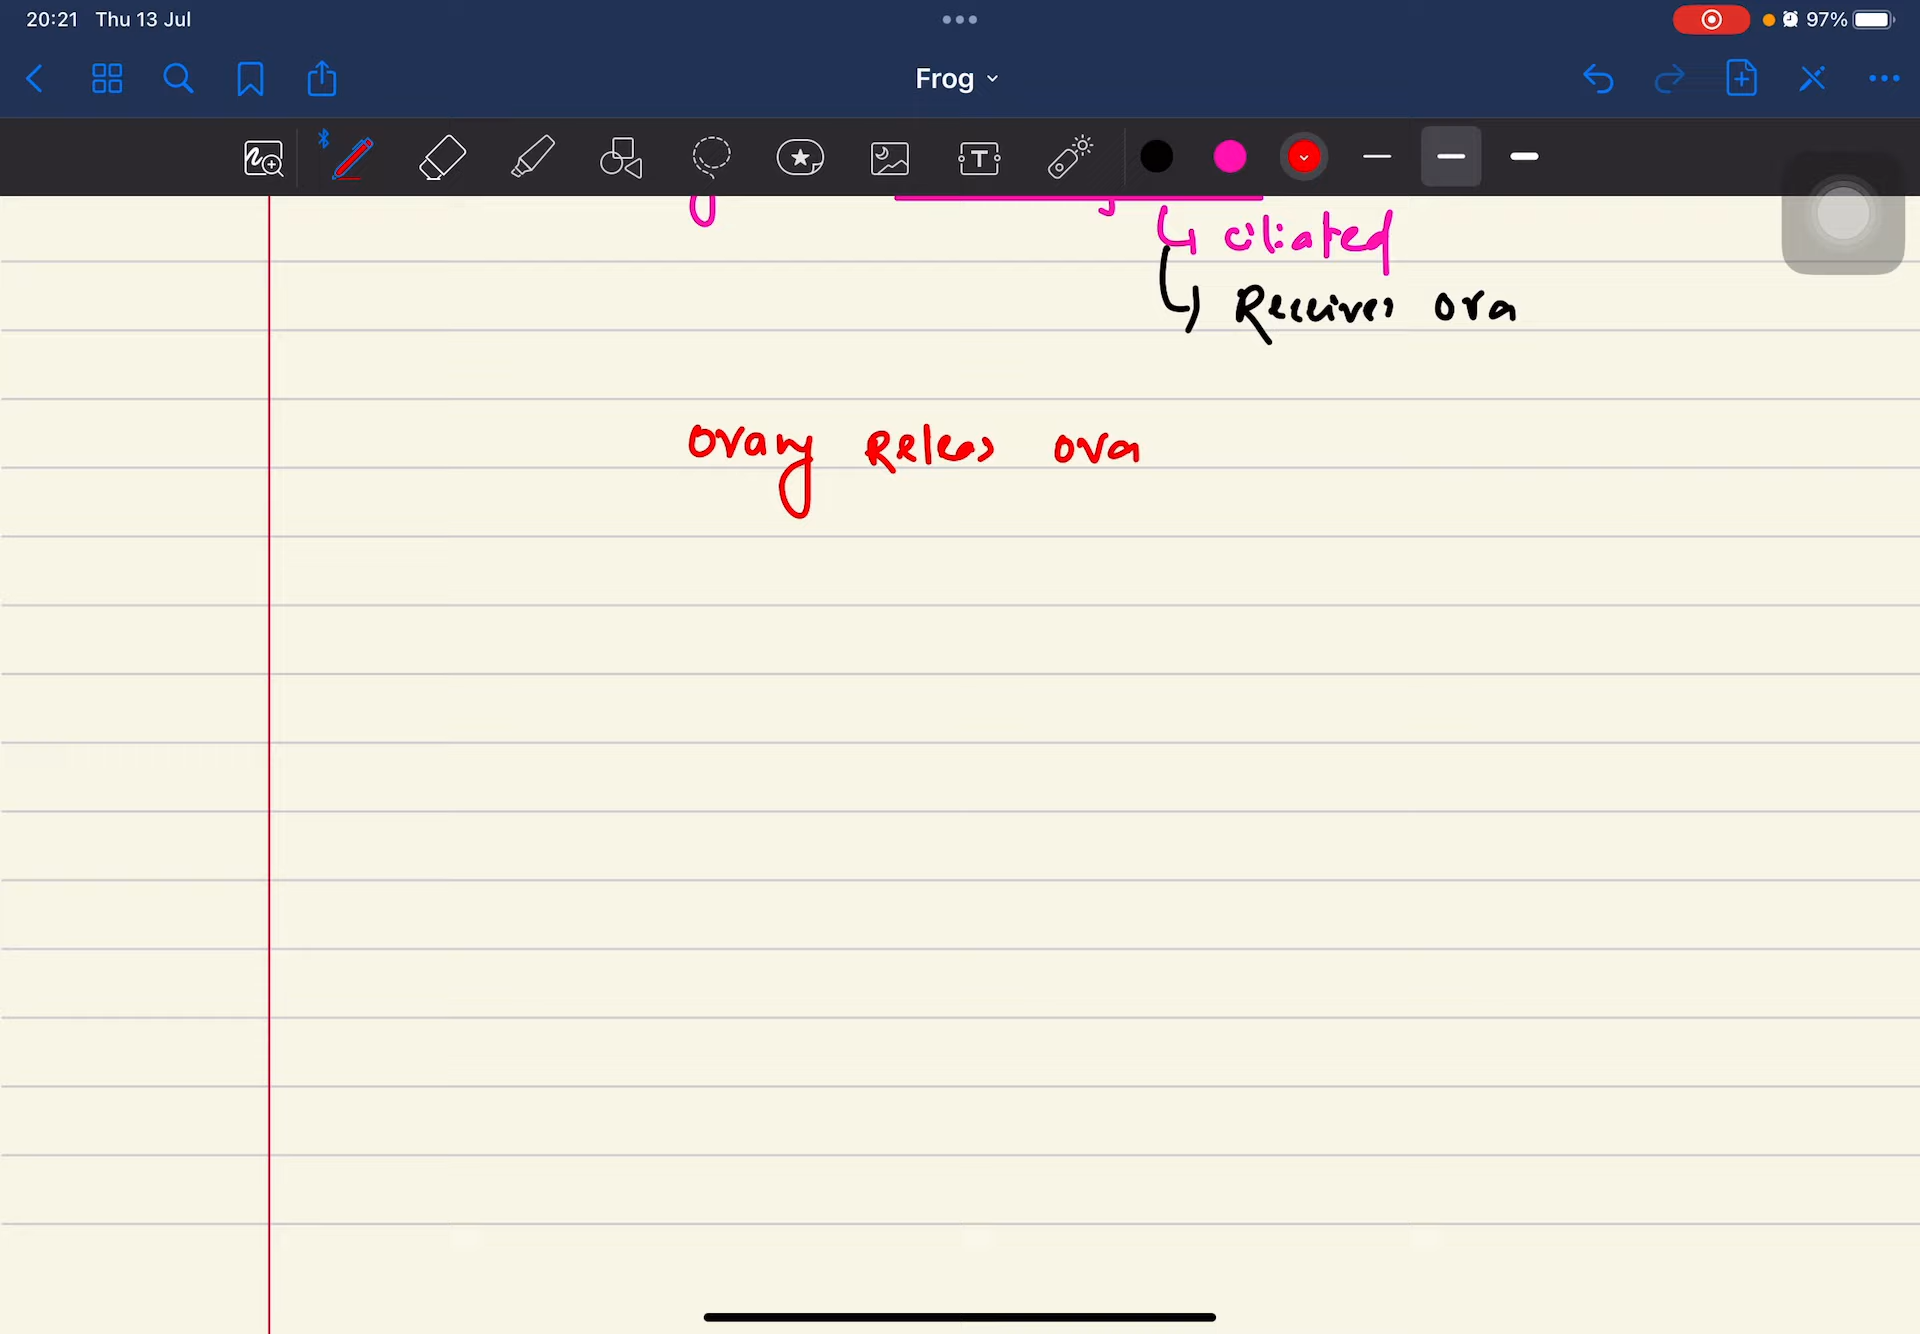 20:21 Thu 13 Jul
97%
Frog
T
ciliated
Receives ova
ovary Releas ova